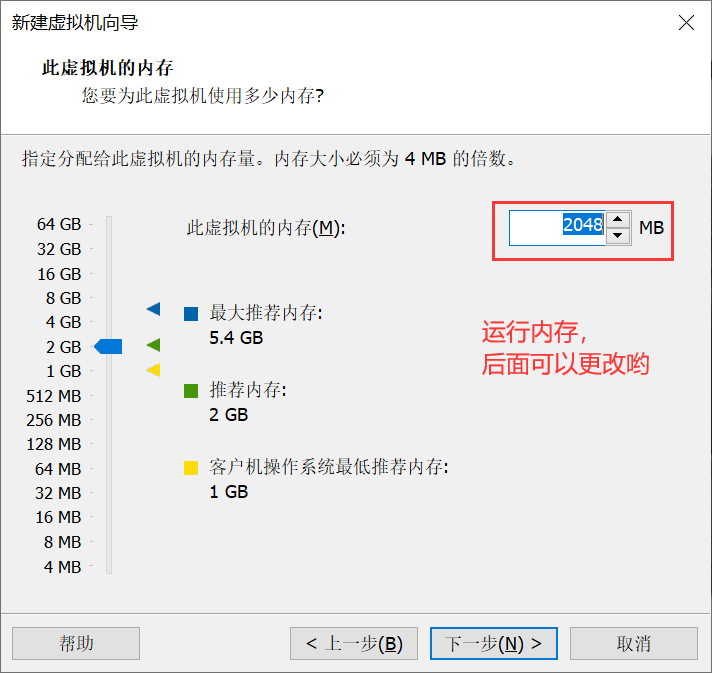 新建虚拟机向导
此虚拟机的内存
您要为此虚拟机使用多少内存?
指定分配给此虚拟机的内存量。内存大小必须为 4 MB 的倍数。
64 GB
32 GB
16 GB
8 GB
4 GB
2 GB
1 GB
512 MB
256 MB
128 MB
64 MB
32 MB
16 MB
8 MB
4 MB
此虚拟机的内存(M):
2048 MB
最大推荐内存:
5.4 GB
推荐内存:
2 GB
客户机操作系统最低推荐内存:
1 GB
运行内存，
后面可以更改哟
帮助
< 上一步(B)
下一步(N) >
取消